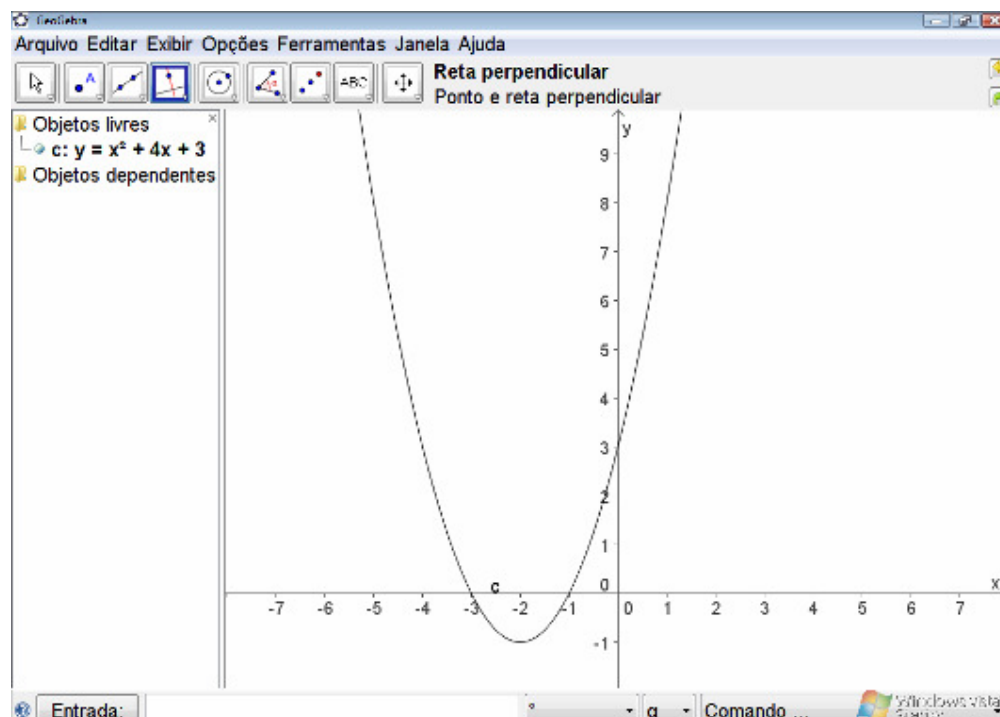 GeoGebra
Arquivo Editar Exibir Opções Ferramentas Janela Ajuda
A
ABC
Reta perpendicular
Ponto e reta perpendicular
Objetos livres
c: y = x² + 4x + 3
Objetos dependentes
y
9
8
7
6
5
4
3
2
1
0
c
x
-7 -6 -5 -4 -3 -2 -1 0 1 2 3 4 5 6 7
-1
Entrada:
° α Comando ...
Windows Vista